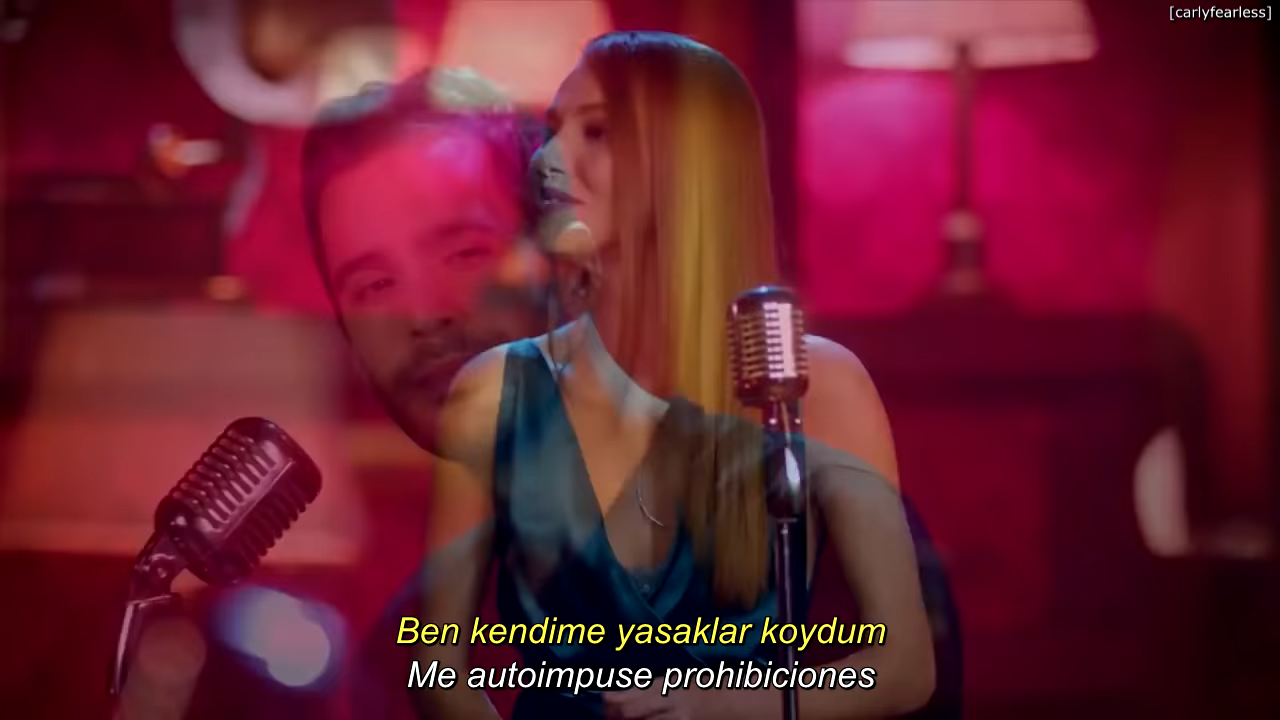 [carlyfearless]
Ben kendime yasaklar koydum
Me autoimpuse prohibiciones